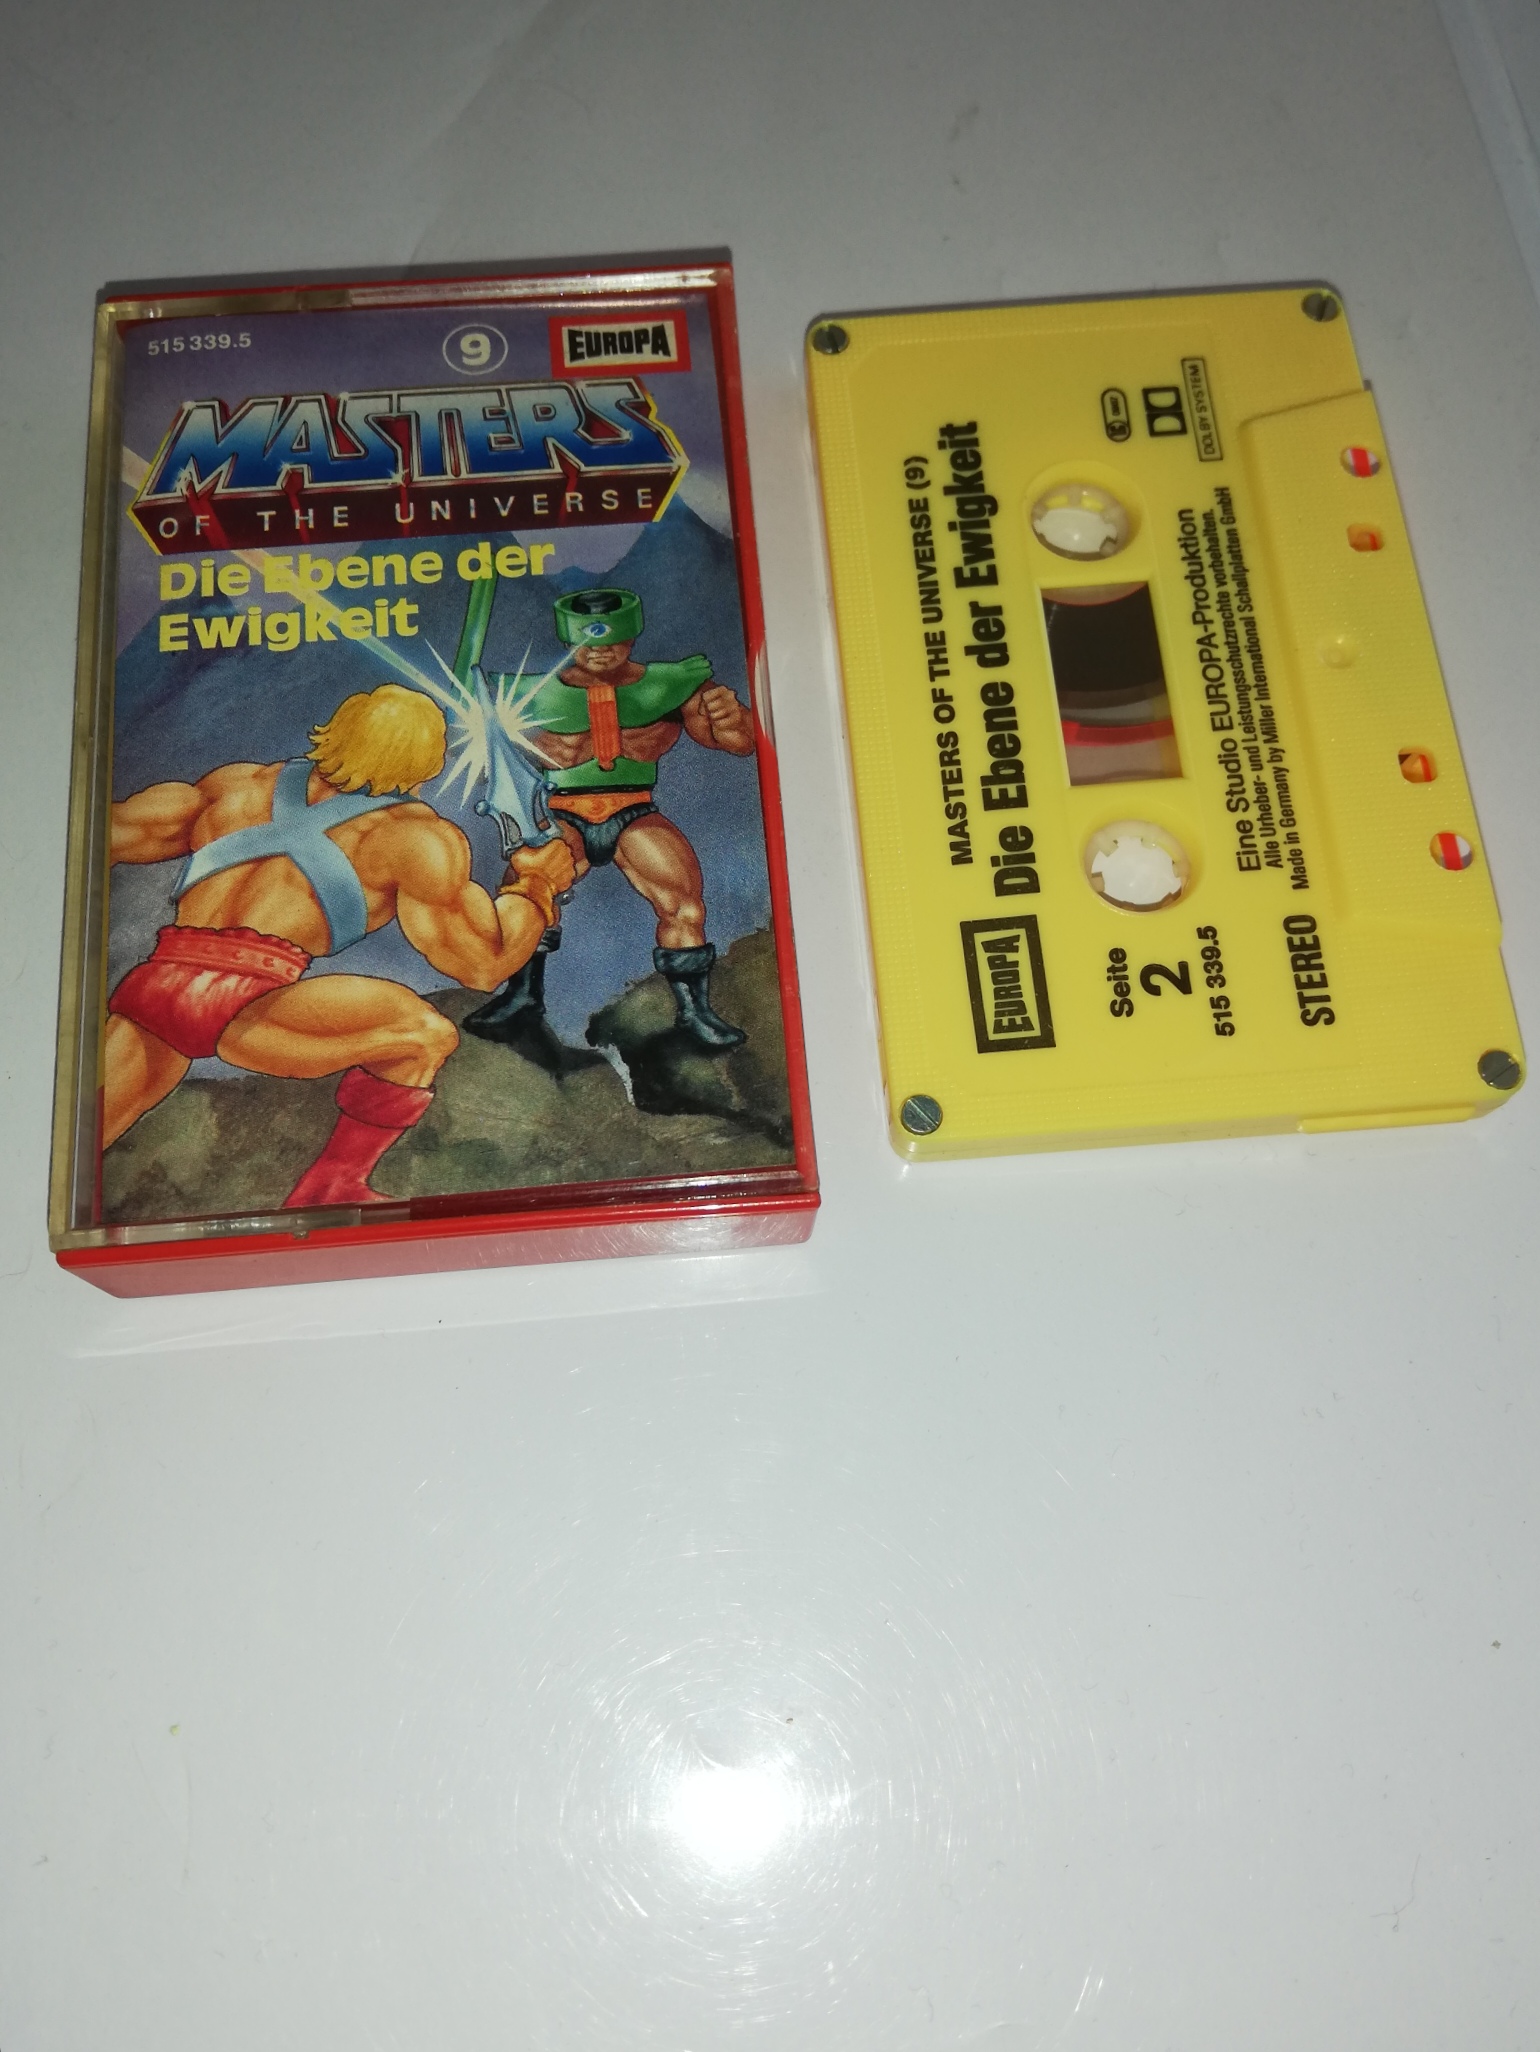 515 339.5
9
EUROPA
MASTERS
OF THE UNIVERSE
Die Ebene der
Ewigkeit
MASTERS OF THE UNIVERSE (9)
EUROPA
Die Ebene der Ewigkeit
Seite
2
515 339.5
DOLBY SYSTEM
STEREO
Eine Studio EUROPA-Produktion
Alle Urheber- und Leistungsschutzrechte vorbehalten.
Made in Germany by Miller International Schallplatten GmbH